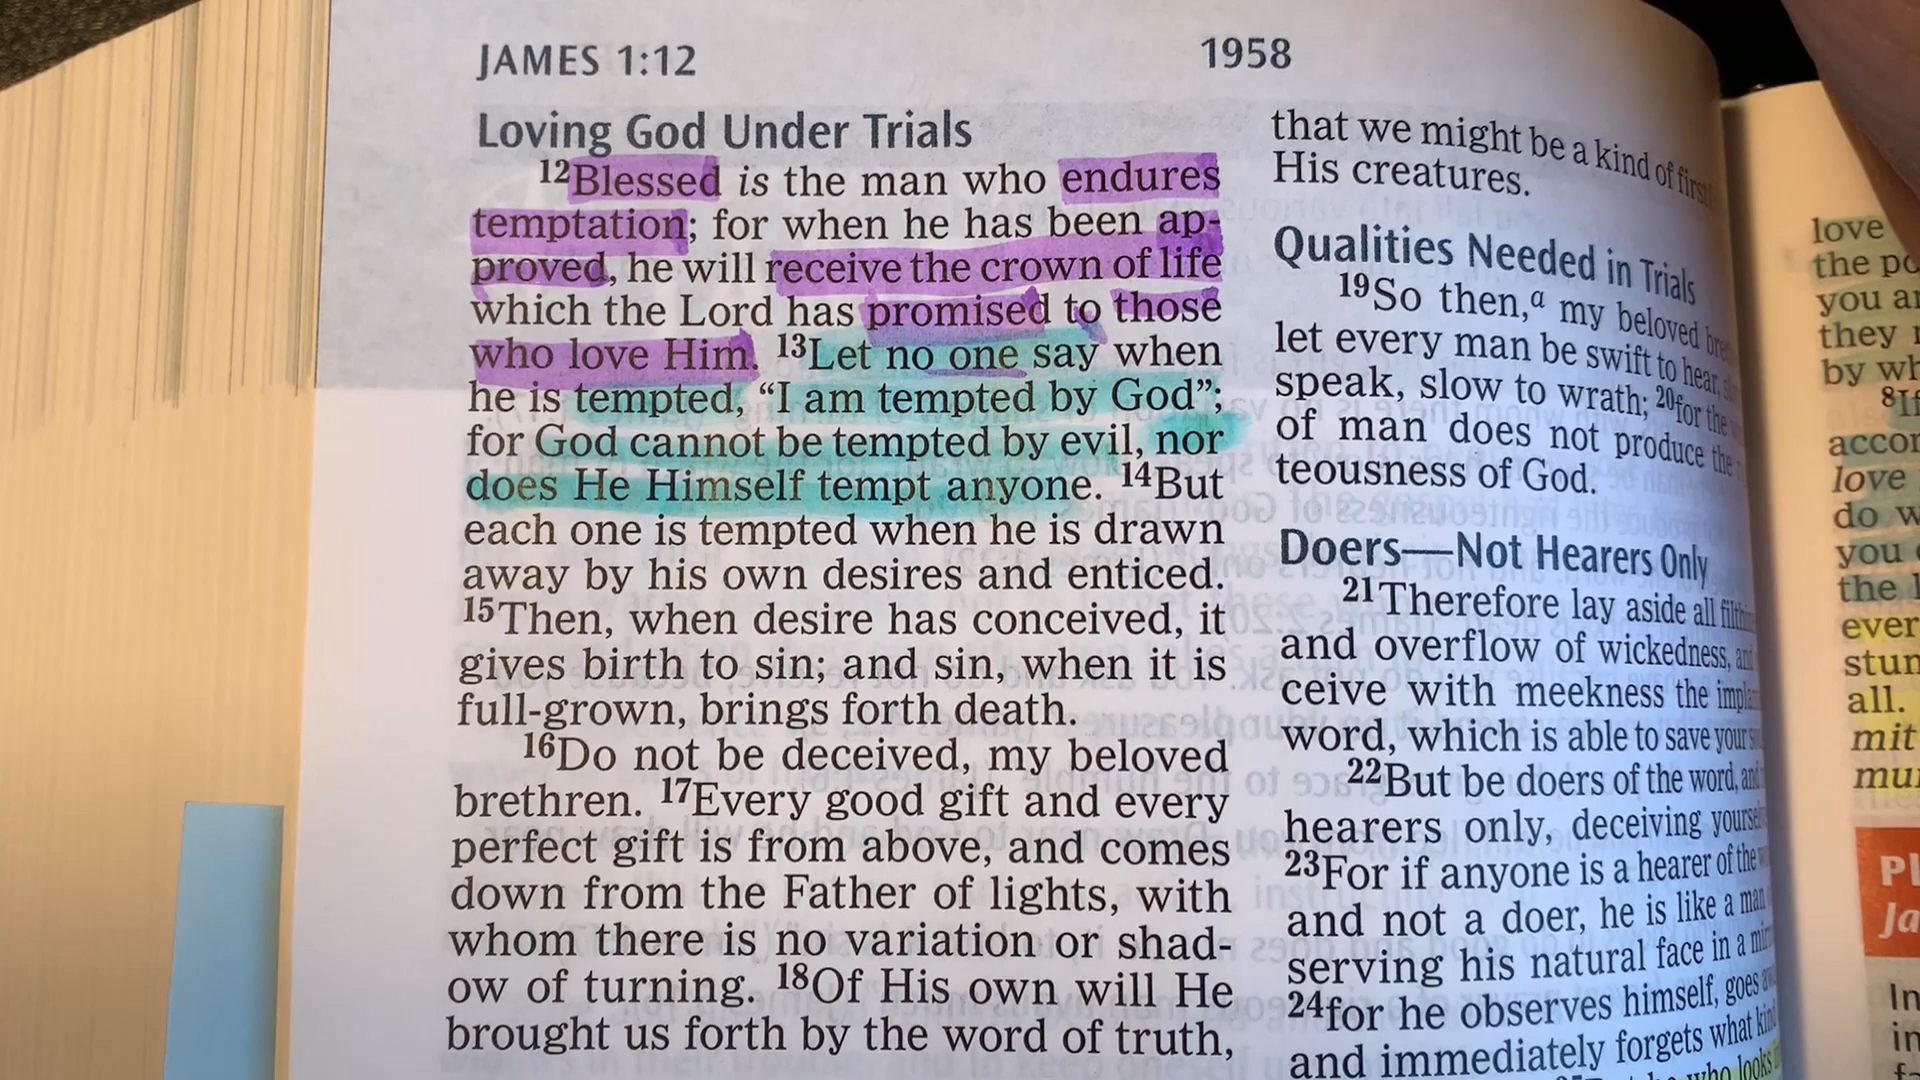 JAMES 1:12
1958
Loving God Under Trials
12Blessed is the man who endures
temptation; for when he has been ap-
proved, he will receive the crown of life
which the Lord has promised to those
who love Him. 13Let no one say when
he is tempted, “I am tempted by God”;
for God cannot be tempted by evil, nor
does He Himself tempt anyone. 14But
each one is tempted when he is drawn
away by his own desires and enticed.
15Then, when desire has conceived, it
gives birth to sin; and sin, when it is
full-grown, brings forth death.
16Do not be deceived, my beloved
brethren. 17Every good gift and every
perfect gift is from above, and comes
down from the Father of lights, with
whom there is no variation or shad-
ow of turning. 18Of His own will He
brought us forth by the word of truth,
that we might be a kind of
His creatures.
Qualities Needed in Trials
19So then,a my beloved
let every man be swift to hear,
speak, slow to wrath; 20for the
of man does not produce the
teousness of God.
Doers—Not Hearers Only
21Therefore lay aside all
and overflow of wickedness,
ceive with meekness the
word, which is able to save your
22But be doers of the word,
hearers only, deceiving
23For if anyone is a hearer of the
and not a doer, he is like a man
serving his natural face in a
24for he observes himself, goes
and immediately forgets what
who looks
love
the
you
they
by
8If
love
do
you
the
ever
all.